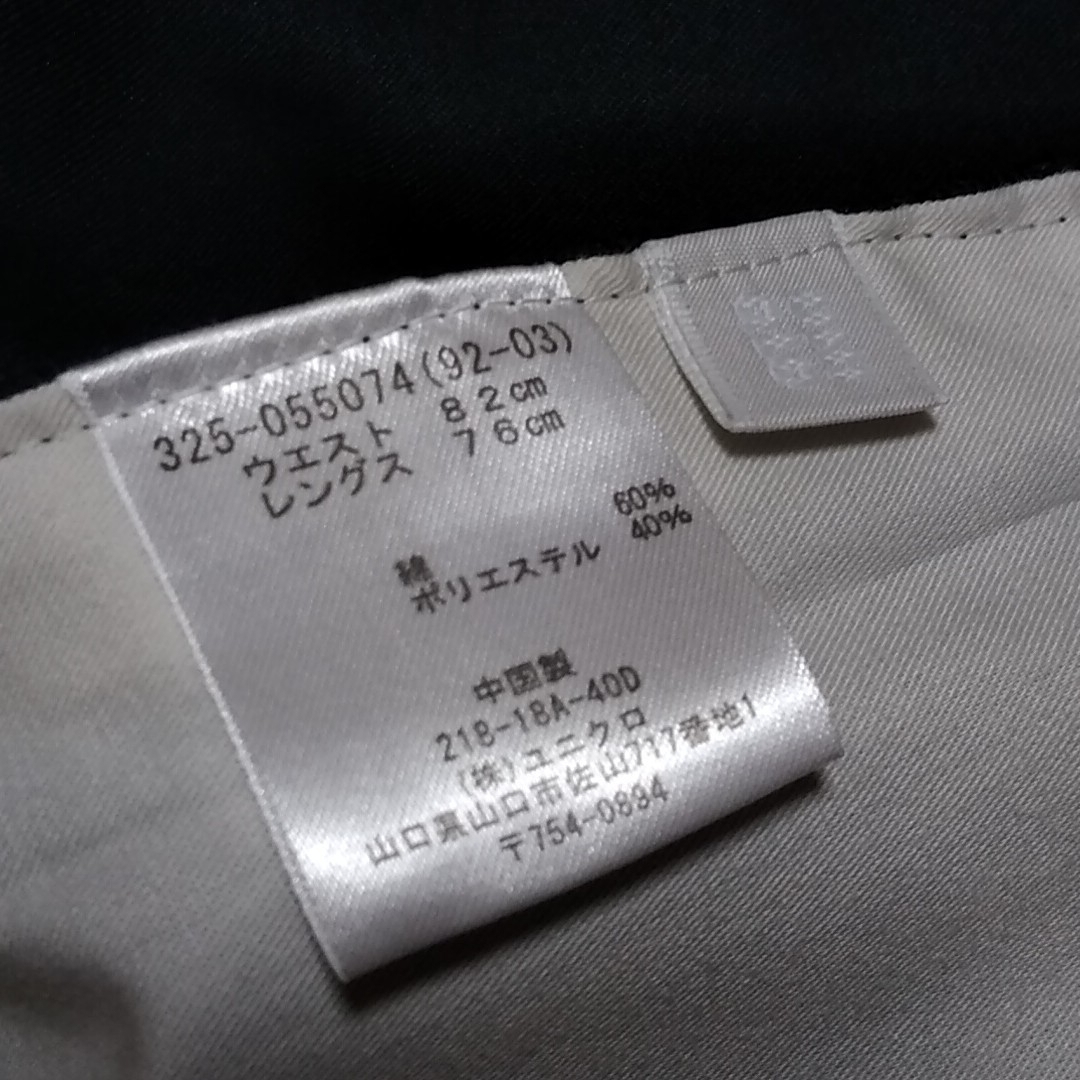 325-055074(92-03)
ウエスト 82㎝
レングス 76㎝
綿 60%
ポリエステル 40%
中国製
218-18A-40D
(株)ユニクロ
山口県山口市佐山717番地1
〒754-0894